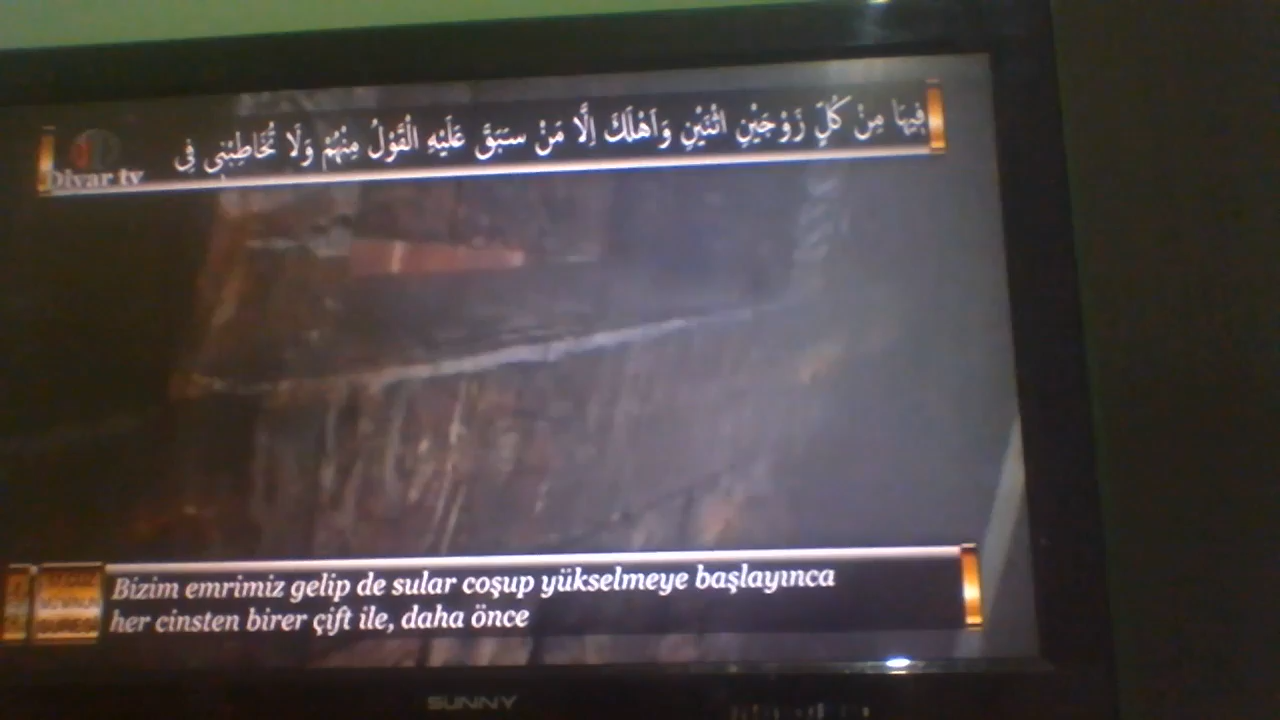 فِيهَا مِنْ كُلٍّ زَوْجَيْنِ اثْنَيْنِ وَاَهْلَكَ اِلَّا مَنْ سَبَقَ عَلَيْهِ الْقَوْلُ مِنْهُمْ وَلَا تُخَاطِبْنٖى فِى
Divar tv
Bizim emrimiz gelip de sular coşup yükselmeye başlayınca
her cinsten birer çift ile, daha önce
SUNNY